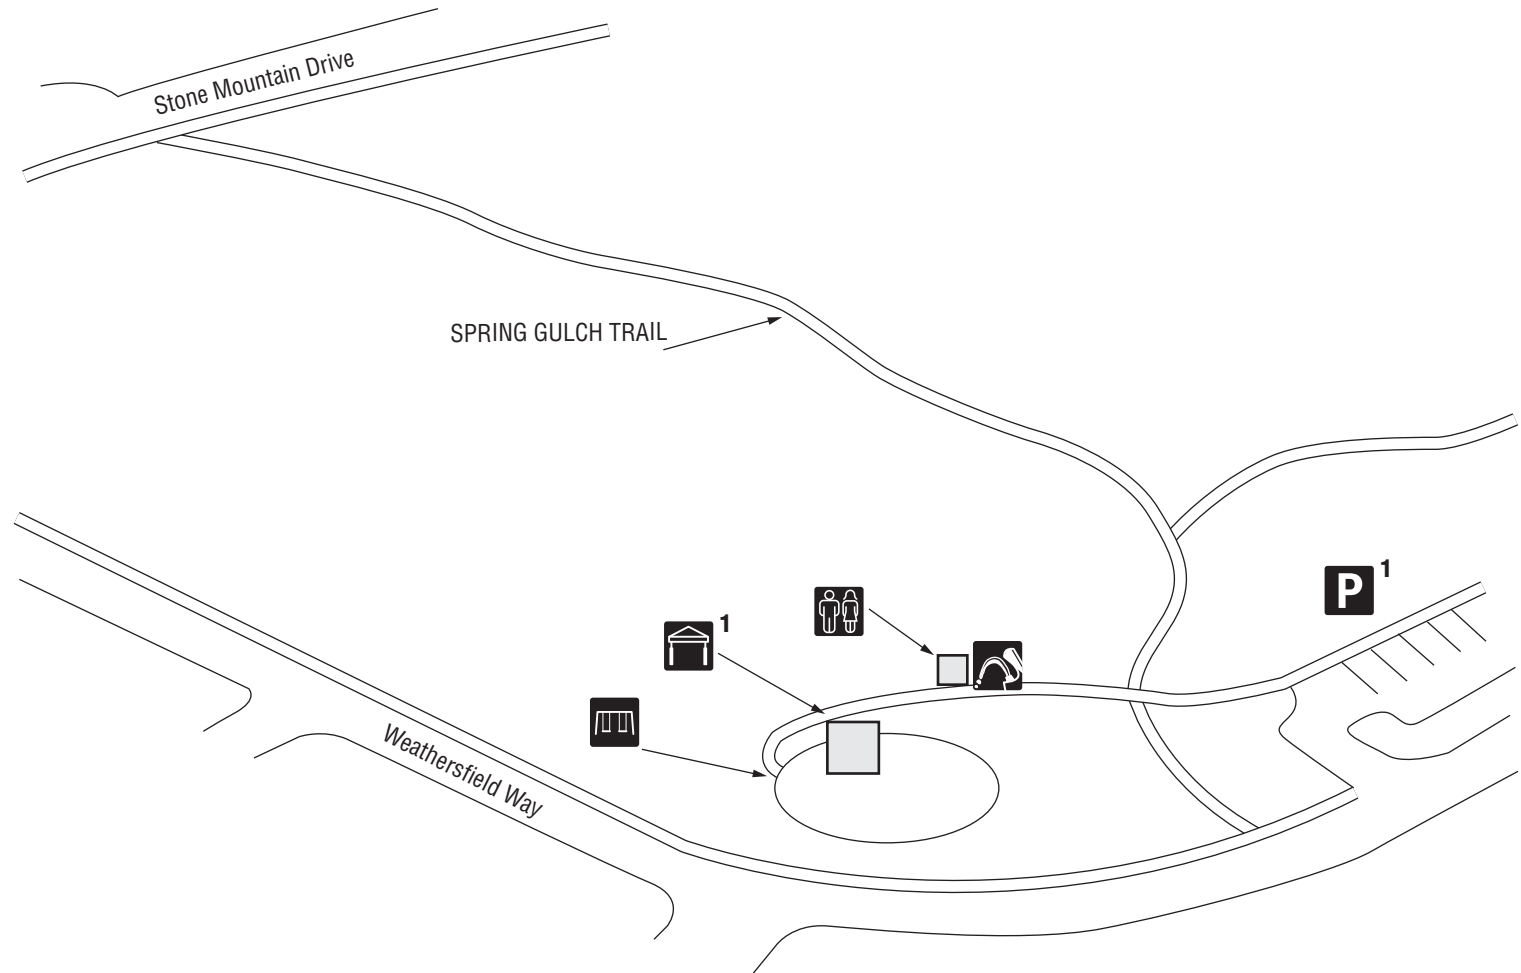 Stone Mountain Drive
SPRING GULCH TRAIL
P 1
1
Weathersfield Way